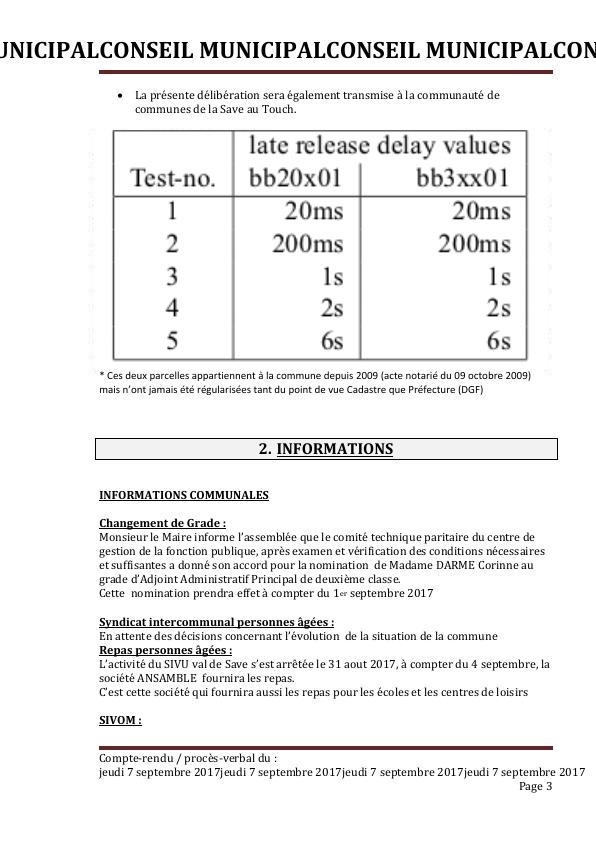 UNICIPALCONSEIL MUNICIPALCONSEIL MUNICIPALCON
• La présente délibération sera également transmise à la communauté de
communes de la Save au Touch.
late release delay values
Test-no. bb20x01 bb3xx01
1 20ms 20ms
2 200ms 200ms
3 1s 1s
4 2s 2s
5 6s 6s
* Ces deux parcelles appartiennent à la commune depuis 2009 (acte notarié du 09 octobre 2009)
mais n’ont jamais été régularisées tant du point de vue Cadastre que Préfecture (DGF)
2. INFORMATIONS
INFORMATIONS COMMUNALES
Changement de Grade :
Monsieur le Maire informe l’assemblée que le comité technique paritaire du centre de
gestion de la fonction publique, après examen et vérification des conditions nécessaires
et suffisantes a donné son accord pour la nomination de Madame DARME Corinne au
grade d’Adjoint Administratif Principal de deuxième classe.
Cette nomination prendra effet à compter du 1er septembre 2017
Syndicat intercommunal personnes âgées :
En attente des décisions concernant l’évolution de la situation de la commune
Repas personnes âgées :
L’activité du SIVU val de Save s’est arrêtée le 31 aout 2017, à compter du 4 septembre, la
société ANSAMBLE fournira les repas.
C’est cette société qui fournira aussi les repas pour les écoles et les centres de loisirs
SIVOM :
Compte-rendu / procès-verbal du :
jeudi 7 septembre 2017jeudi 7 septembre 2017jeudi 7 septembre 2017jeudi 7 septembre 2017
Page 3